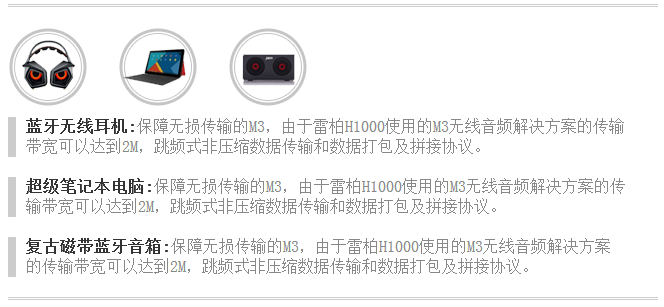 蓝牙无线耳机:保障无损传输的M3，由于雷柏H1000使用的M3无线音频解决方案的传输
带宽可以达到2M，跳频式非压缩数据传输和数据打包及拼接协议。
超级笔记本电脑:保障无损传输的M3，由于雷柏H1000使用的M3无线音频解决方案的传
输带宽可以达到2M，跳频式非压缩数据传输和数据打包及拼接协议。
复古磁带蓝牙音箱:保障无损传输的M3，由于雷柏H1000使用的M3无线音频解决方案
的传输带宽可以达到2M，跳频式非压缩数据传输和数据打包及拼接协议。